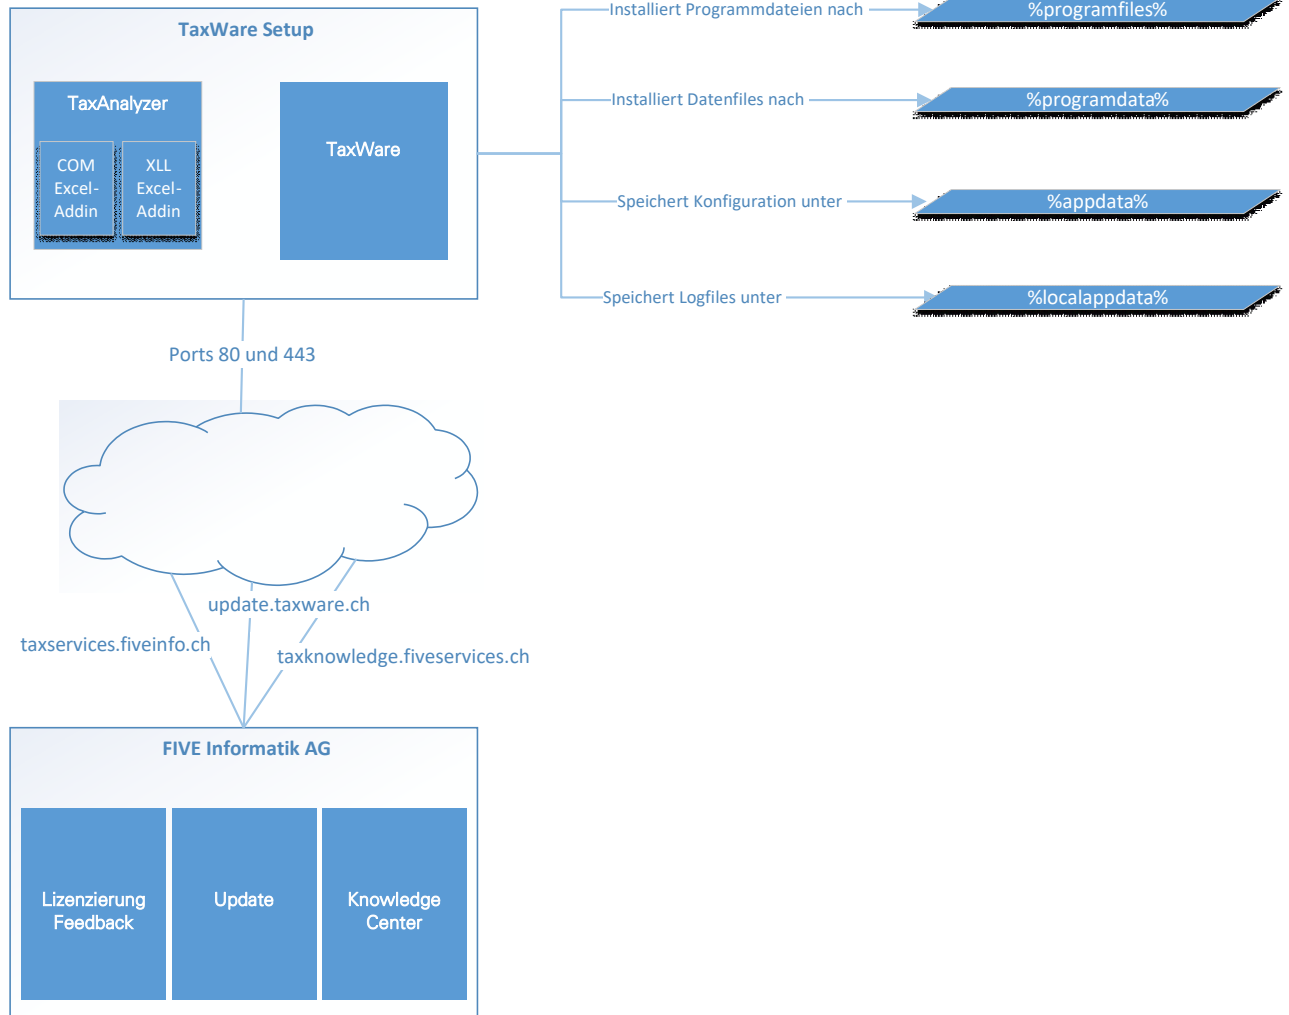 TaxWare Setup
TaxAnalyzer
COM
Excel-
Addin
XLL
Excel-
Addin
TaxWare
Installiert Programmdateien nach
%programfiles%
Installiert Datenfiles nach
%programdata%
Speichert Konfiguration unter
%appdata%
Speichert Logfiles unter
%localappdata%
Ports 80 und 443
update.taxware.ch
taxservices.fiveinfo.ch
taxknowledge.fiveservices.ch
FIVE Informatik AG
Lizenzierung
Feedback
Update
Knowledge
Center